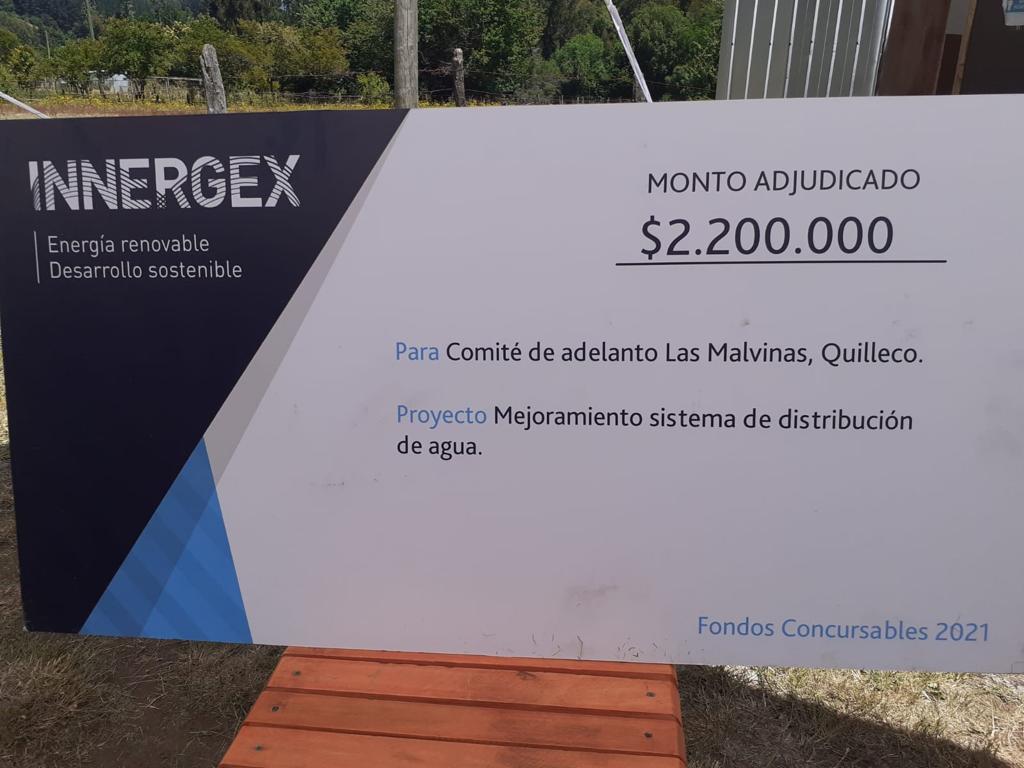 INNERGEX
Energía renovable
Desarrollo sostenible
MONTO ADJUDICADO
$2.200.000
Para Comité de adelanto Las Malvinas, Quilleco.
Proyecto Mejoramiento sistema de distribución
de agua.
Fondos Concursables 2021